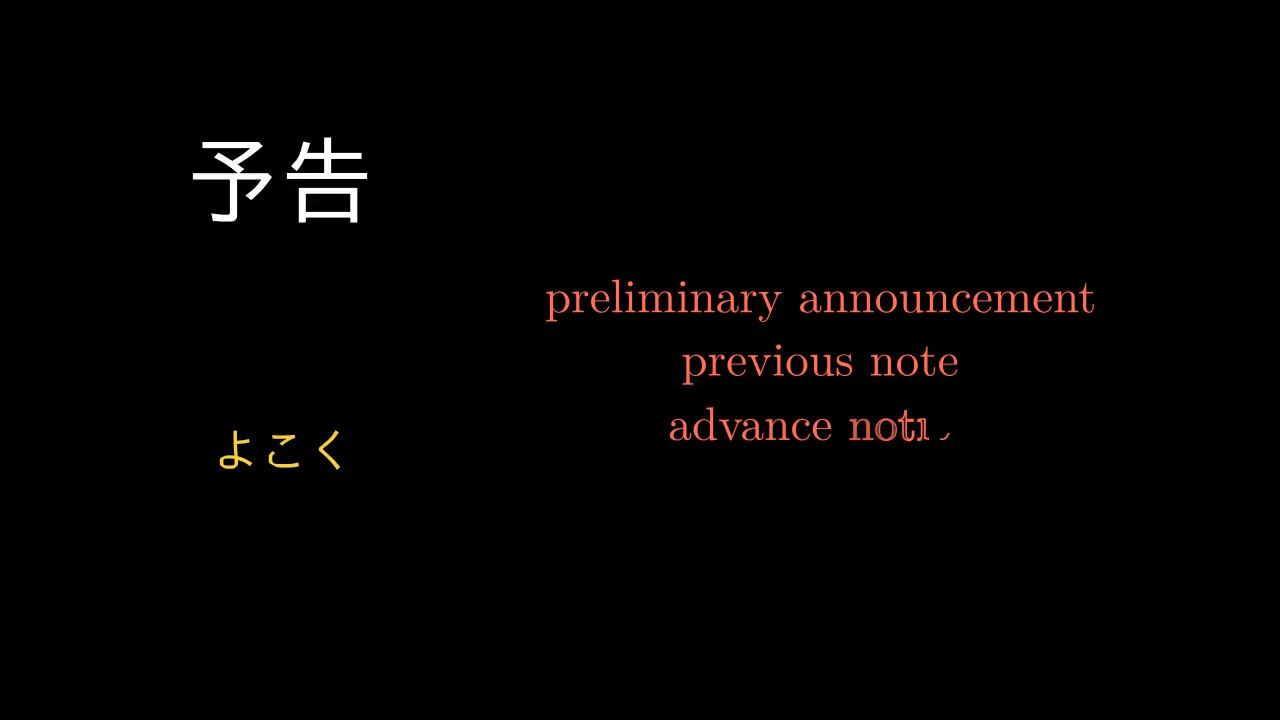 予告
よこく
preliminary announcement
previous note
advance